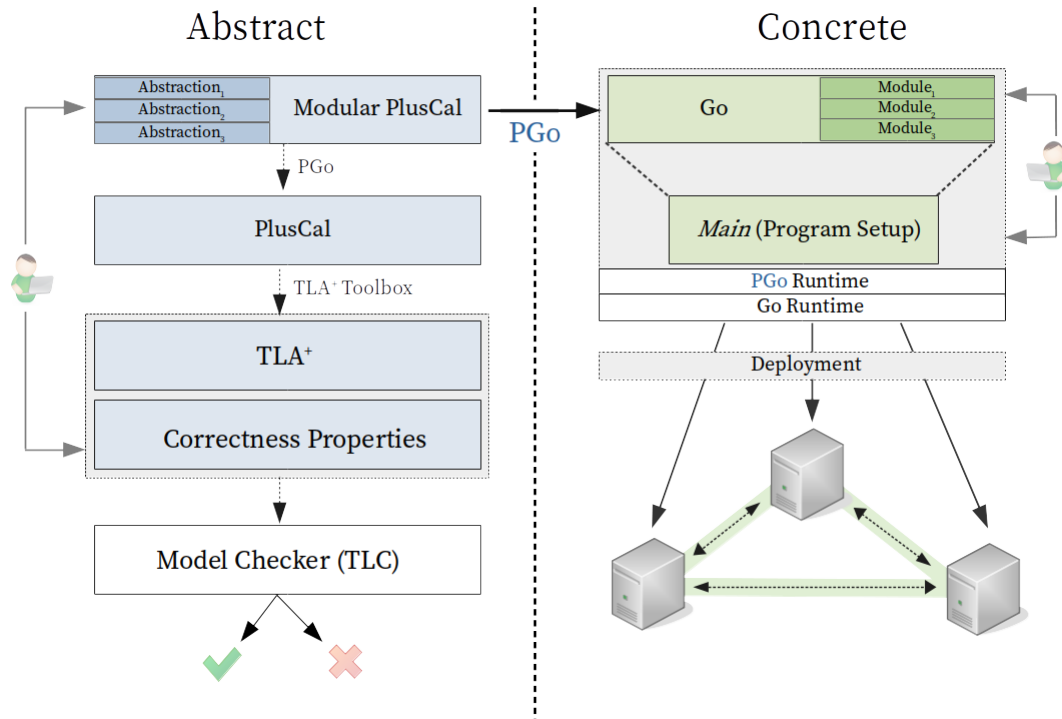 Abstract
Concrete
Abstraction₁
Abstraction₂
Abstraction₃
Modular PlusCal
PGo
Go
Module₁
Module₂
Module₃
PGo
PlusCal
Main (Program Setup)
TLA⁺ Toolbox
PGo Runtime
Go Runtime
TLA⁺
Deployment
Correctness Properties
Model Checker (TLC)